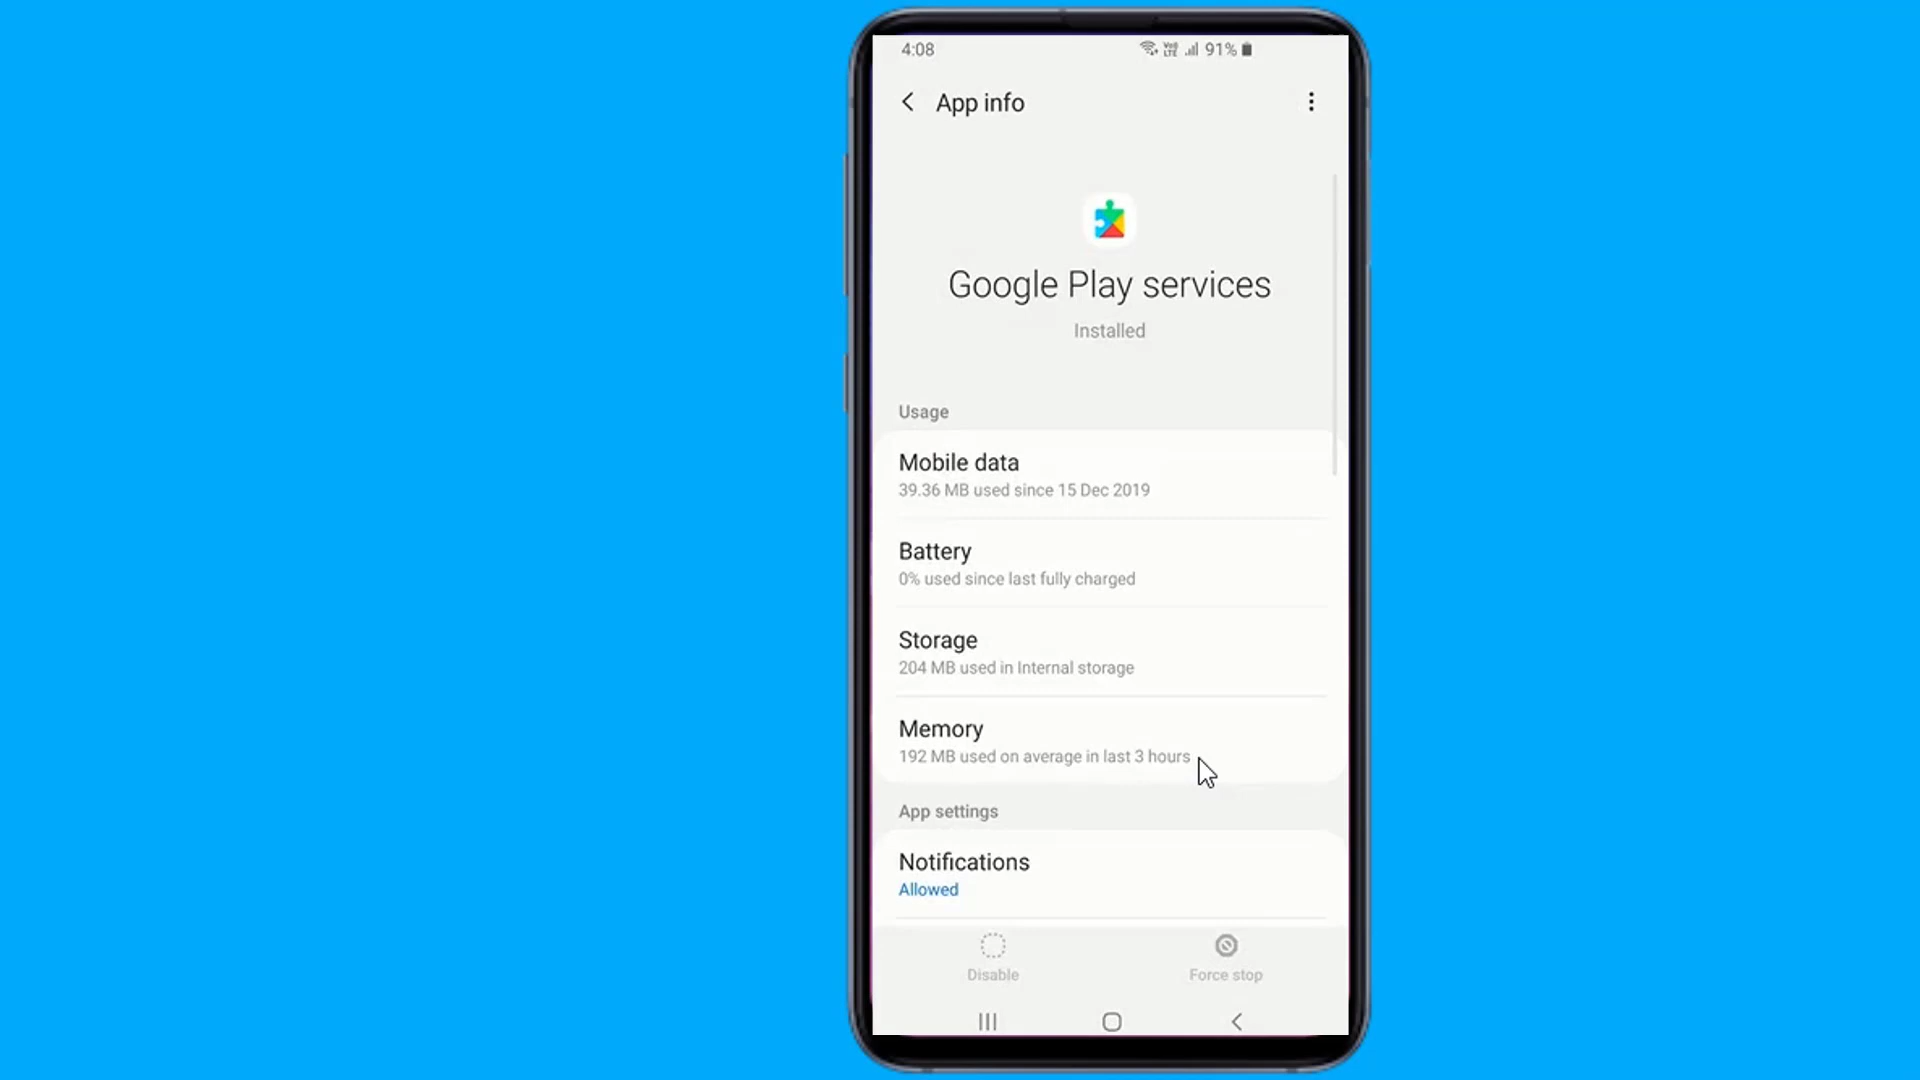 4:08 91%
App info
Google Play services
Installed
Usage
Mobile data
39.36 MB used since 15 Dec 2019
Battery
0% used since last fully charged
Storage
204 MB used in Internal storage
Memory
192 MB used on average in last 3 hours
App settings
Notifications
Allowed
Disable Force stop